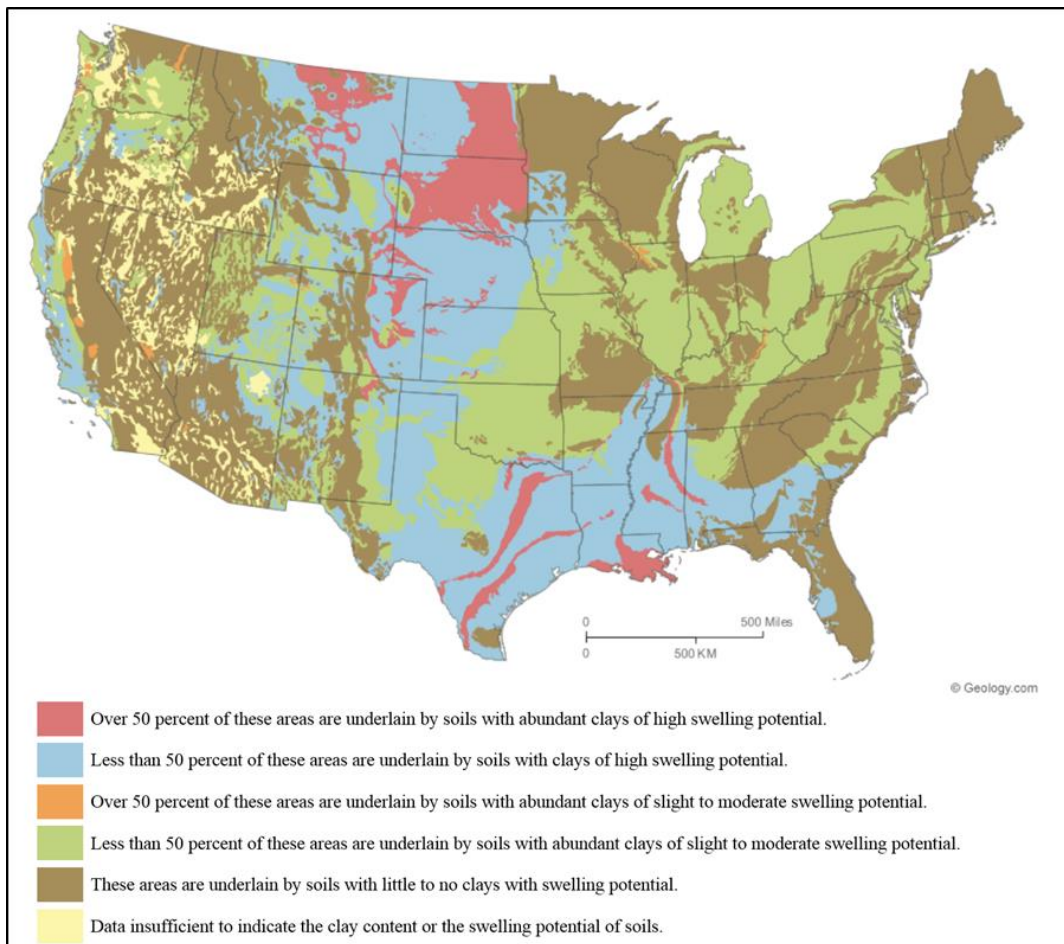 0
500 Miles
0
500 KM
© Geology.com
Over 50 percent of these areas are underlain by soils with abundant clays of high swelling potential.
Less than 50 percent of these areas are underlain by soils with clays of high swelling potential.
Over 50 percent of these areas are underlain by soils with abundant clays of slight to moderate swelling potential.
Less than 50 percent of these areas are underlain by soils with abundant clays of slight to moderate swelling potential.
These areas are underlain by soils with little to no clays with swelling potential.
Data insufficient to indicate the clay content or the swelling potential of soils.